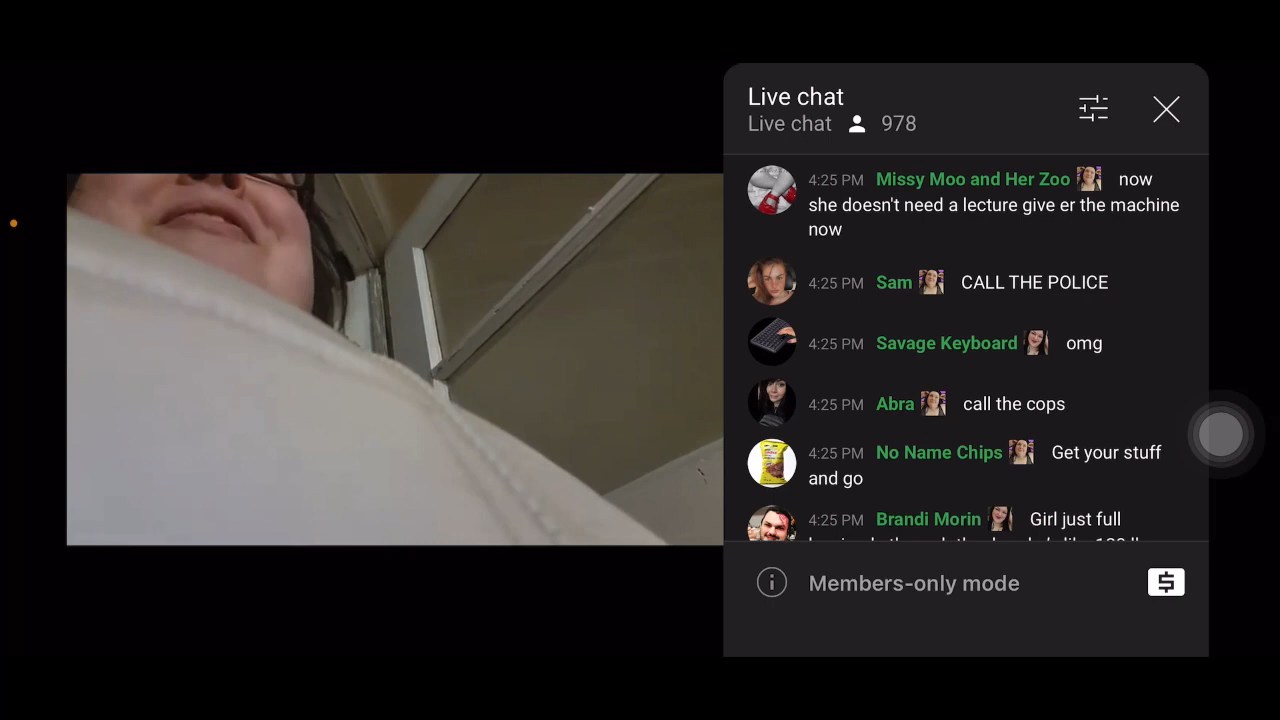 Live chat
Live chat 978
4:25 PM Missy Moo and Her Zoo now
she doesn't need a lecture give er the machine
now
4:25 PM Sam CALL THE POLICE
4:25 PM Savage Keyboard omg
4:25 PM Abra call the cops
4:25 PM No Name Chips Get your stuff
and go
4:25 PM Brandi Morin Girl just full
Members-only mode